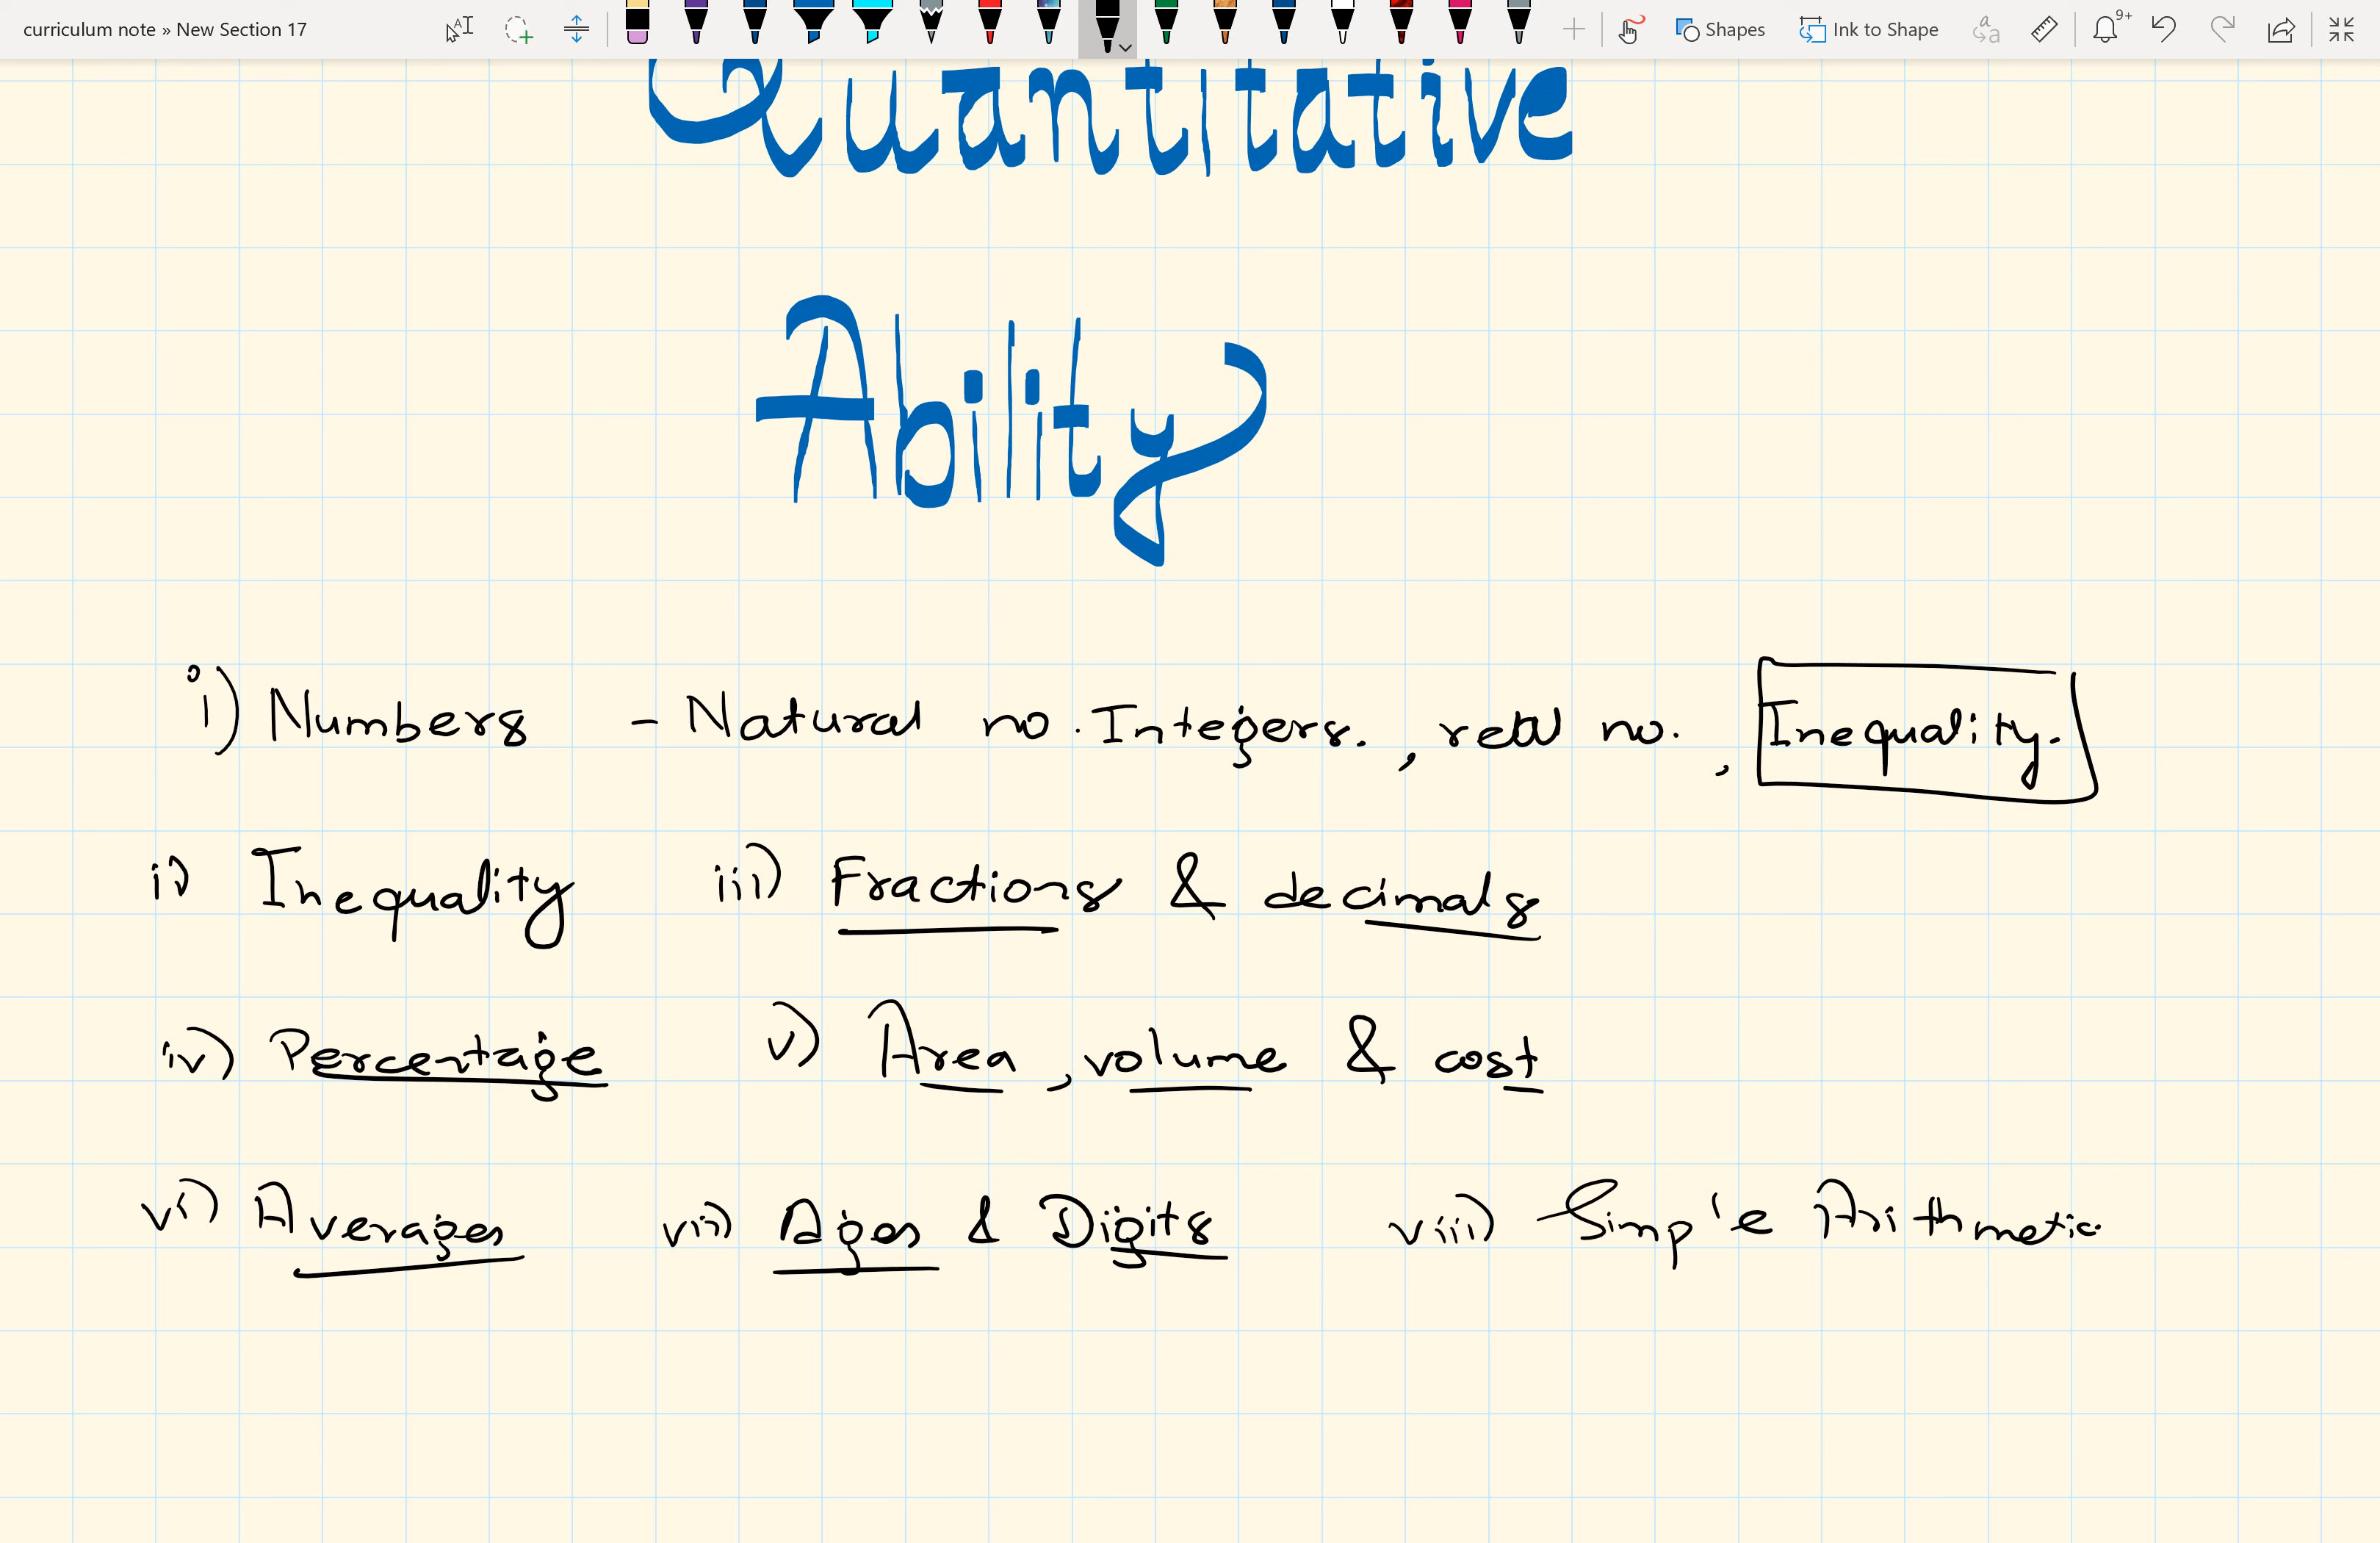 curriculum note » New Section 17
Shapes
Ink to Shape
9+
Quantitative
Ability
i) Numbers - Natural no. Integers. , real no. , Inequality.
ii) Inequality iii) Fractions & decimals
iv) Percentage v) Area , volume & cost
vi) Averages vii) Ages & Digits viii) Simple Arithmetic